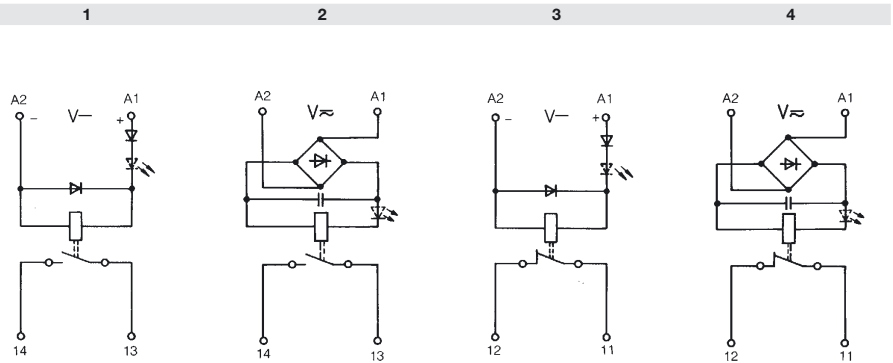 1 2 3 4
A2 V⎓ A1 A2 V≂ A1 A2 V⎓ A1 A2 V≂ A1
- + - +
14 13 14 13 12 11 12 11